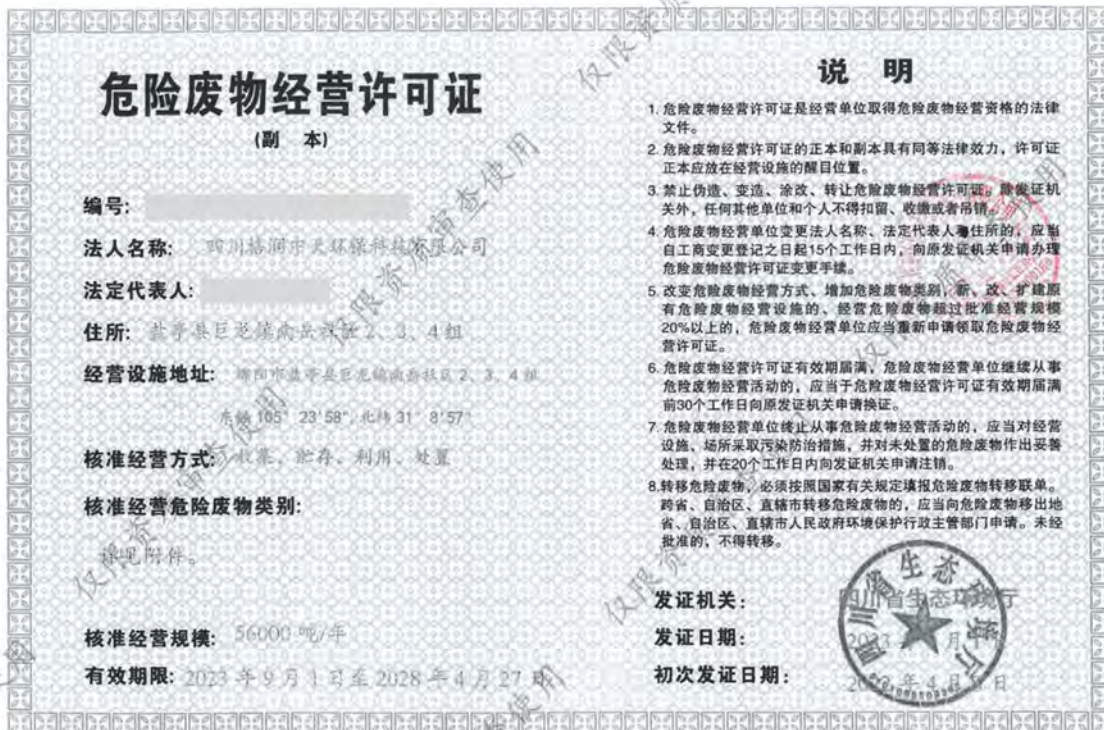 危险废物经营许可证
(副 本)
编号:
法人名称: 四川格润中天环保科技有限公司
法定代表人:
住所: 盐亭县巨龙镇南岳社区2、3、4组
经营设施地址: 绵阳市盐亭县巨龙镇南岳社区2、3、4组
东经105° 23'58", 北纬31° 8'57"
核准经营方式: 收集、贮存、利用、处置
核准经营危险废物类别:
详见附件。
核准经营规模: 56000吨/年
有效期限: 2023年9月1日至2028年4月27日
说 明
1. 危险废物经营许可证是经营单位取得危险废物经营资格的法律
文件。
2. 危险废物经营许可证的正本和副本具有同等法律效力，许可证
正本应放在经营设施的醒目位置。
3. 禁止伪造、变造、涂改、转让危险废物经营许可证。除发证机
关外，任何其他单位和个人不得扣留、收缴或者吊销。
4. 危险废物经营单位变更法人名称、法定代表人和住所的，应当
自工商变更登记之日起15个工作日内，向原发证机关申请办理
危险废物经营许可证变更手续。
5. 改变危险废物经营方式、增加危险废物类别，新、改、扩建原
有危险废物经营设施的、经营危险废物超过批准经营规模
20%以上的，危险废物经营单位应当重新申请领取危险废物经
营许可证。
6. 危险废物经营许可证有效期届满，危险废物经营单位继续从事
危险废物经营活动的，应当于危险废物经营许可证有效期届满
前30个工作日向原发证机关申请换证。
7. 危险废物经营单位终止从事危险废物经营活动的，应当对经营
设施、场所采取污染防治措施，并对未处置的危险废物作出妥善
处理，并在20个工作日内向发证机关申请注销。
8.转移危险废物，必须按照国家有关规定填报危险废物转移联单。
跨省、自治区、直辖市转移危险废物的，应当向危险废物移出地
省、自治区、直辖市人民政府环境保护行政主管部门申请。未经
批准的，不得转移。
发证机关: 四川省生态环境厅
发证日期: 2023年 月
初次发证日期: 年4月 日
四川省生态环境厅
仅限资质审查使用